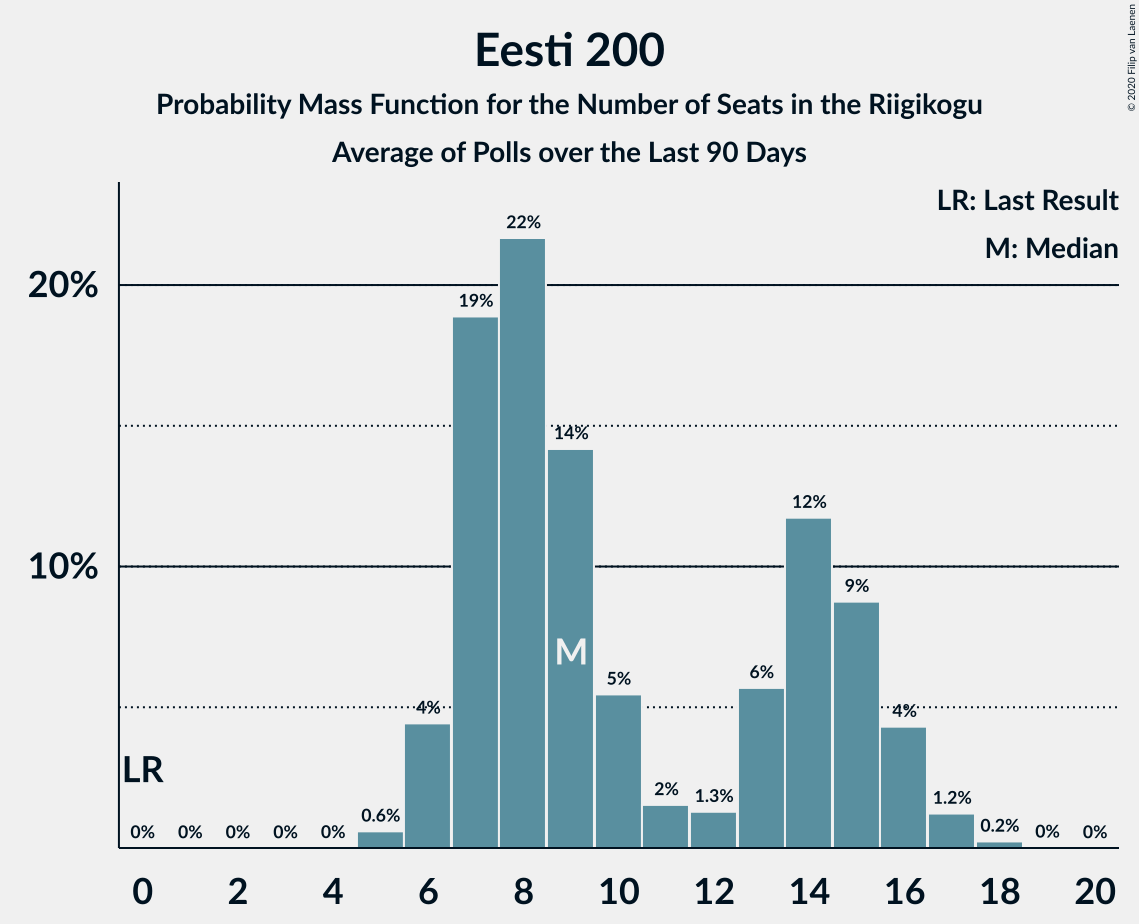 Eesti 200
Probability Mass Function for the Number of Seats in the Riigikogu
Average of Polls over the Last 90 Days
© 2020 Filip van Laenen
LR: Last Result
M: Median
20%
10%
0%
0%
0%
0%
0%
0.6%
4%
19%
22%
14%
5%
2%
1.3%
6%
12%
9%
4%
1.2%
0.2%
0%
0%
LR
M
0 2 4 6 8 10 12 14 16 18 20